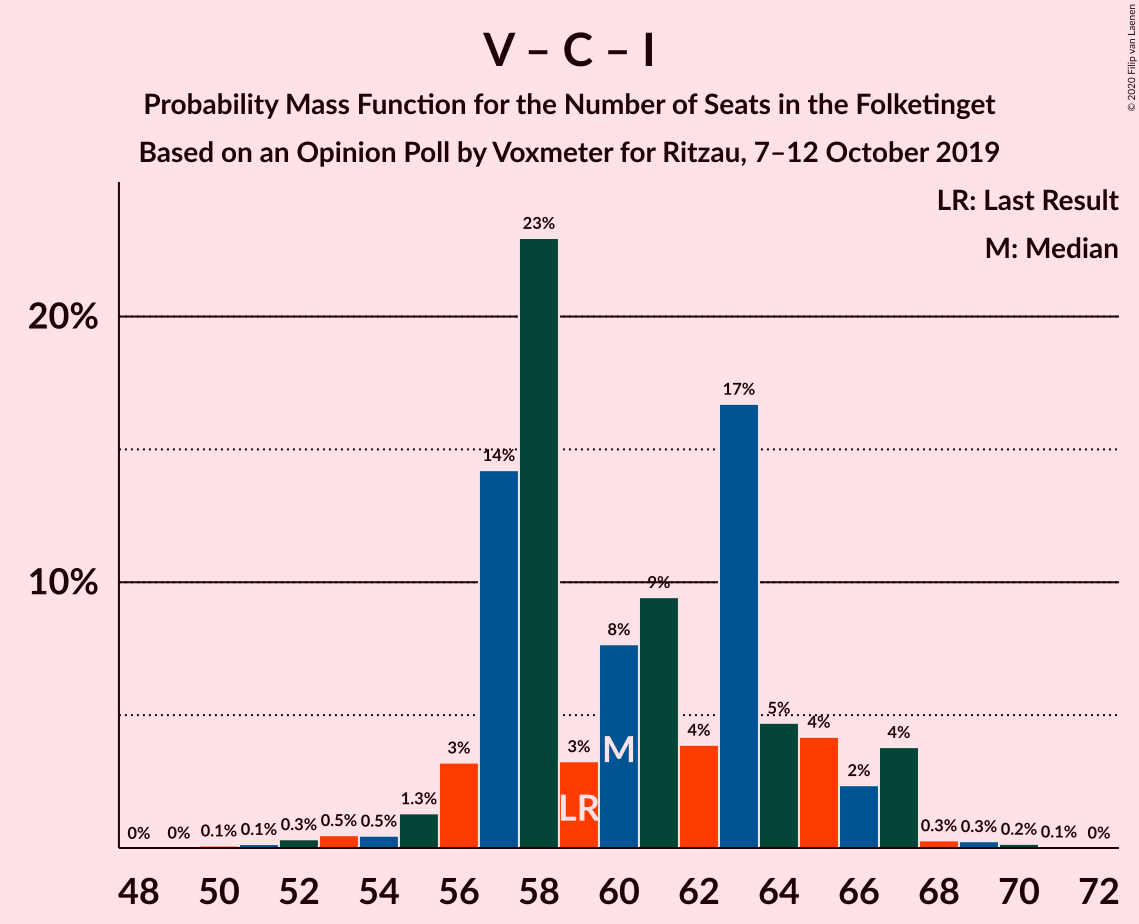 V – C – I
Probability Mass Function for the Number of Seats in the Folketinget
Based on an Opinion Poll by Voxmeter for Ritzau, 7–12 October 2019
© 2020 Filip van Laenen
LR: Last Result
M: Median
20%
10%
0% 0% 0.1% 0.1% 0.3% 0.5% 0.5% 1.3% 3% 14% 23% 3% 8% 9% 4% 17% 5% 4% 2% 4% 0.3% 0.3% 0.2% 0.1% 0%
M
LR
48 50 52 54 56 58 60 62 64 66 68 70 72